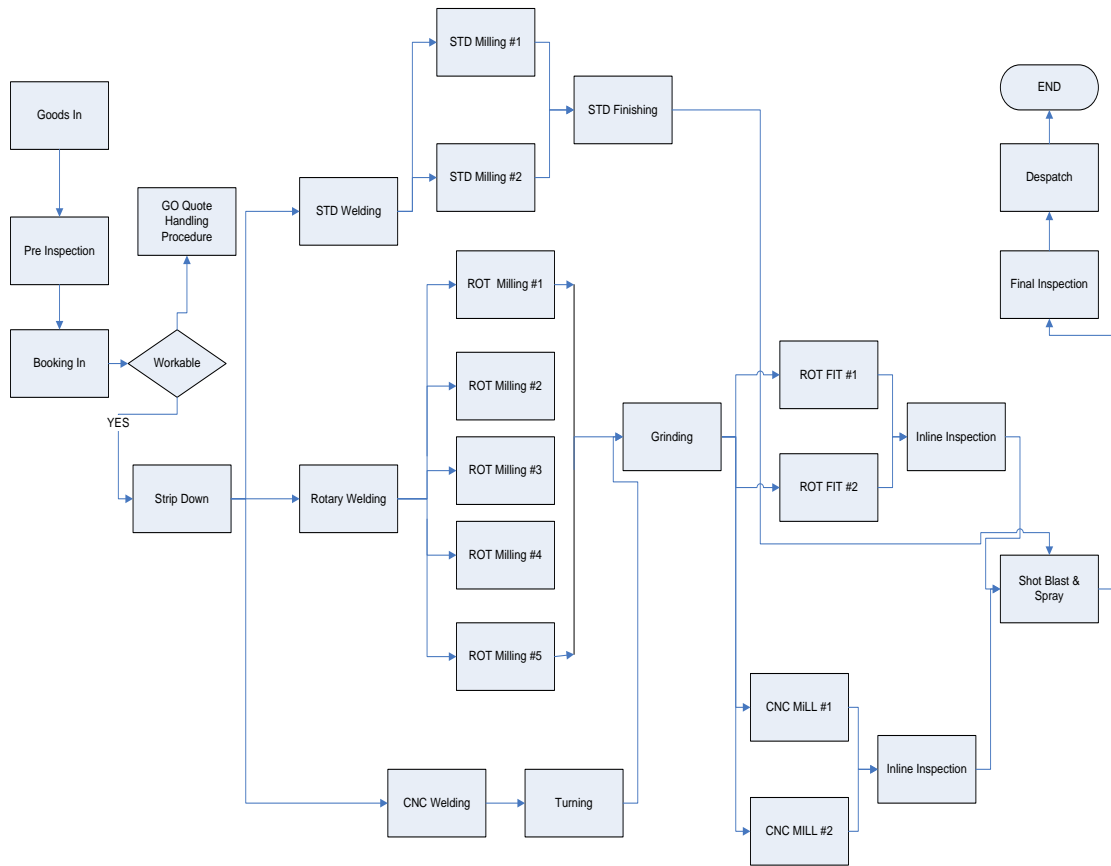 Goods In
Pre Inspection
Booking In
Workable
GO Quote
Handling
Procedure
YES
Strip Down
STD Welding
STD Milling #1
STD Milling #2
STD Finishing
Rotary Welding
ROT  Milling #1
ROT Milling #2
ROT Milling #3
ROT Milling #4
ROT Milling #5
CNC Welding
Turning
Grinding
ROT FIT #1
ROT FIT #2
Inline Inspection
CNC MiLL #1
CNC MILL #2
Inline Inspection
Shot Blast &
Spray
Final Inspection
Despatch
END